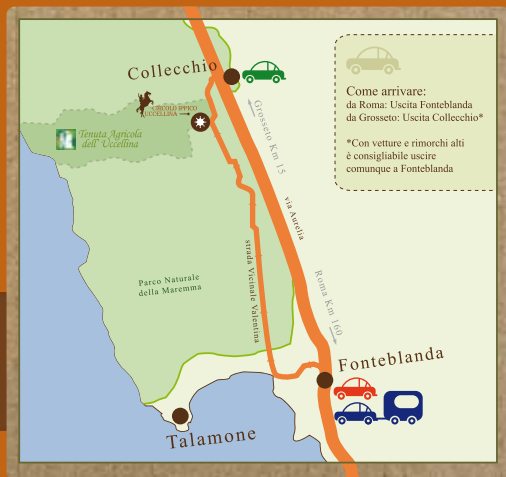 Collecchio
CIRCOLO IPPICO
UCCELLINA
Tenuta Agricola
dell' Uccellina
Grosseto Km 15
via Aurelia
strada Vicinale Valentina
Parco Naturale
della Maremma
Roma Km 160
Fonteblanda
Talamone
Come arrivare:
da Roma: Uscita Fonteblanda
da Grosseto: Uscita Collecchio*
*Con vetture e rimorchi alti
è consigliabile uscire
comunque a Fonteblanda